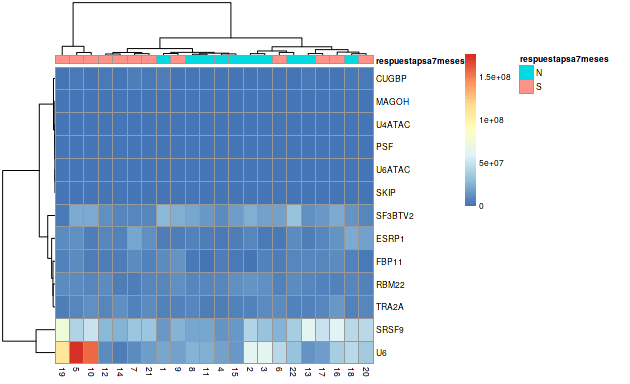 respuestapsa7meses
CUGBP
MAGOH
U4ATAC
PSF
U6ATAC
SKIP
SF3BTV2
ESRP1
FBP11
RBM22
TRA2A
SRSF9
U6
19 5 10 12 14 7 21 1 9 8 11 4 15 2 3 6 22 13 17 16 18 20
1.5e+08
1e+08
5e+07
0
respuestapsa7meses
N
S